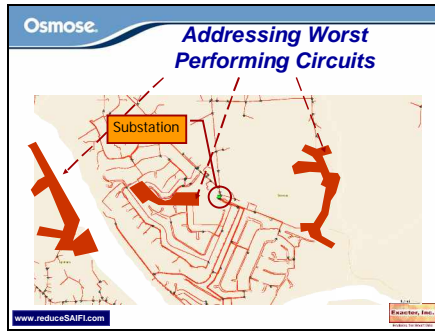 Osmose.
Addressing Worst
Performing Circuits
Substation
www.reduceSAIFI.com
Exacter, Inc.